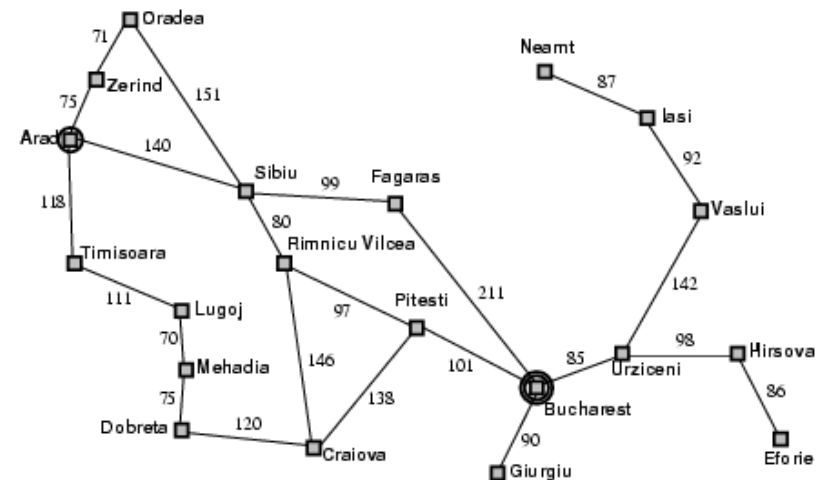 Oradea
71
Neamt
Zerind
87
151
75
Iasi
Arad
140
92
Sibiu
Fagaras
99
118
80
Vaslui
Rimnicu Vilcea
Timisoara
142
111
211
Lugoj
97
Pitesti
70
98
Hirsova
146
101
85
Urziceni
Mehadia
75
138
86
Bucharest
Dobreta
120
90
Craiova
Eforie
Giurgiu